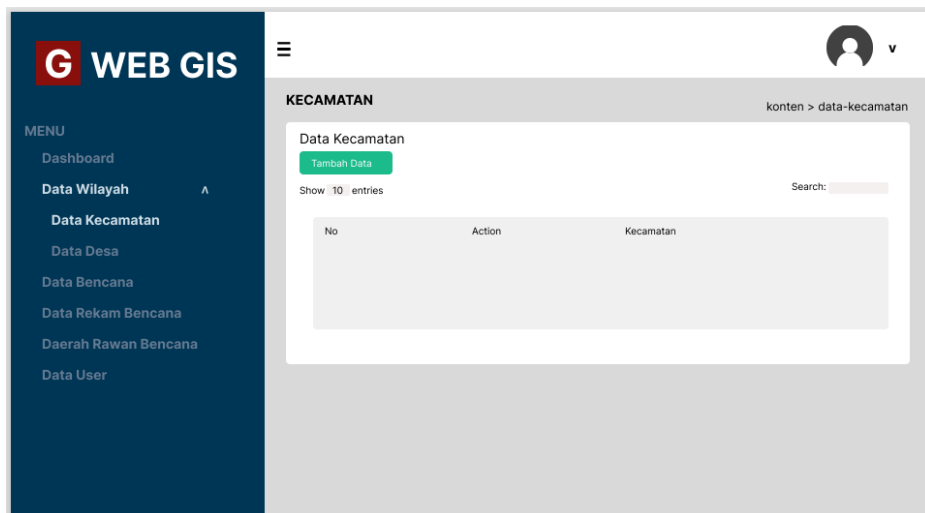 G WEB GIS
MENU
Dashboard
Data Wilayah ∧
Data Kecamatan
Data Desa
Data Bencana
Data Rekam Bencana
Daerah Rawan Bencana
Data User
v
KECAMATAN
konten > data-kecamatan
Data Kecamatan
Tambah Data
Show 10 entries
Search:
No Action Kecamatan